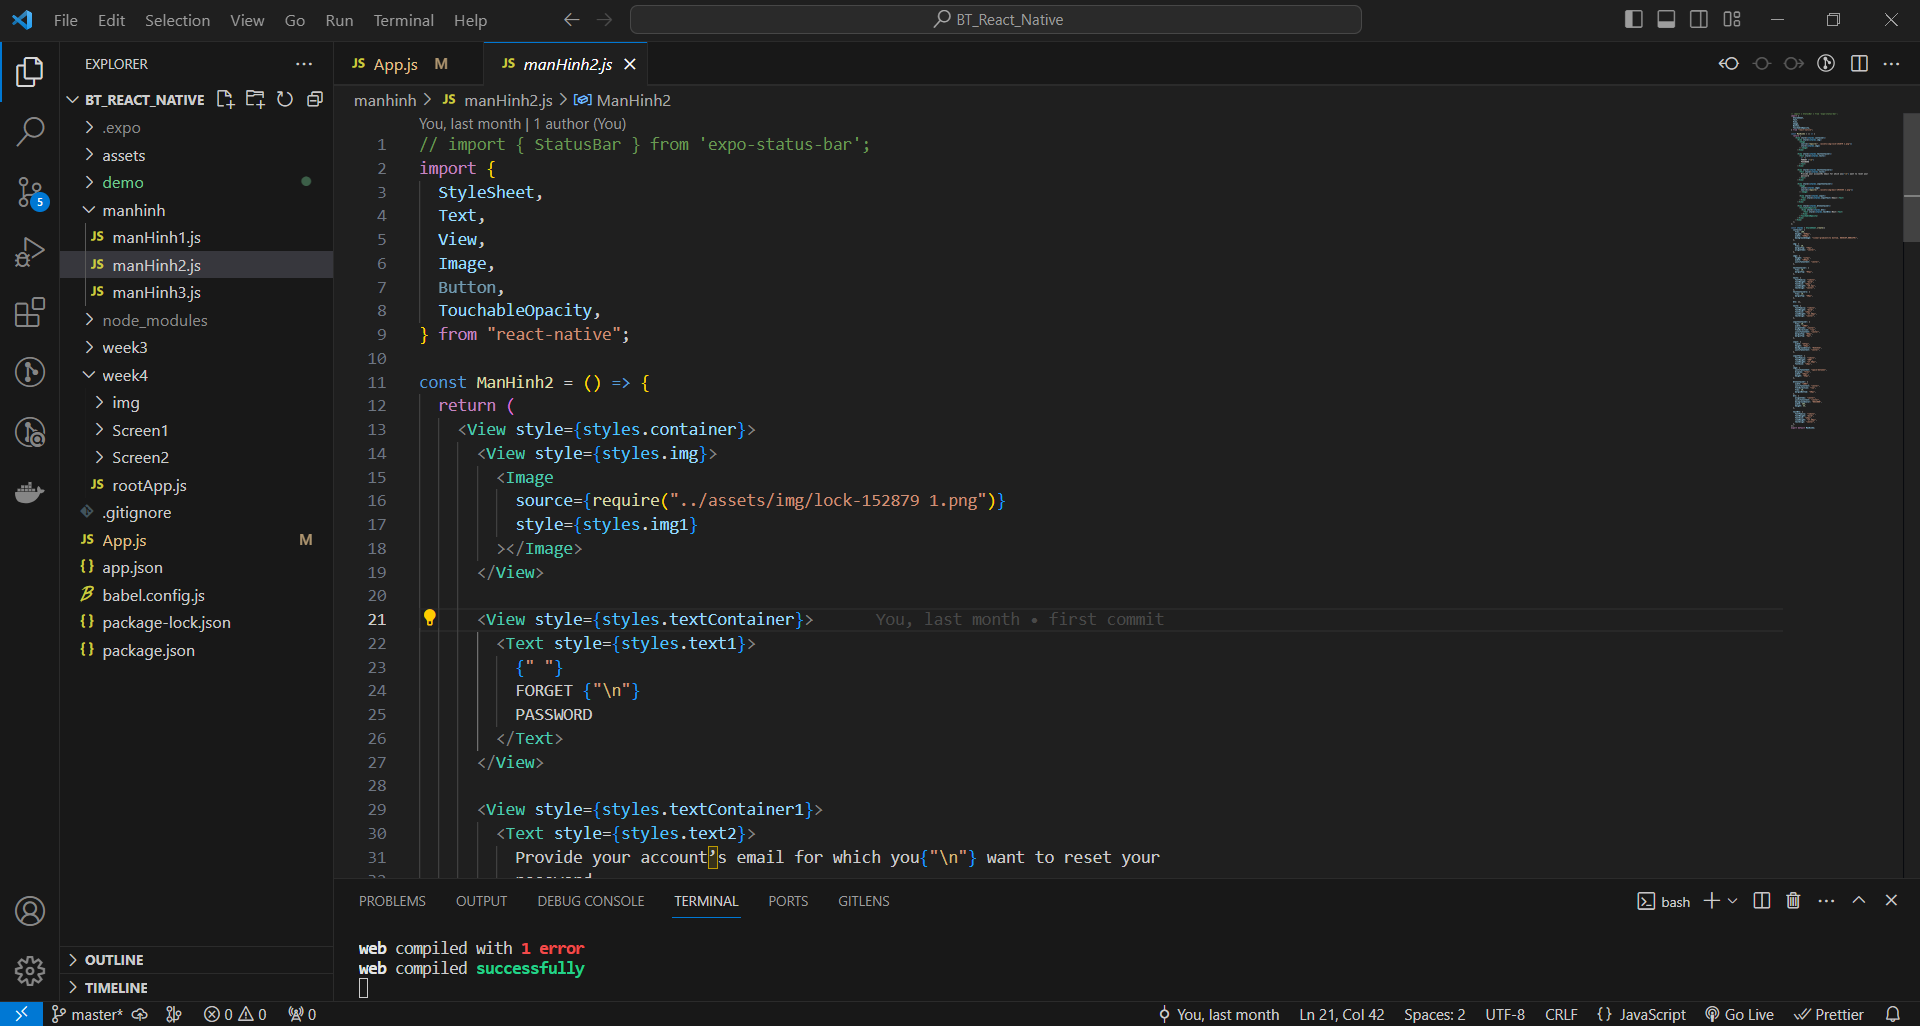 File Edit Selection View Go Run Terminal Help
BT_React_Native
EXPLORER
BT_REACT_NATIVE
.expo
assets
demo
manhinh
JS manHinh1.js
JS manHinh2.js
JS manHinh3.js
node_modules
week3
week4
img
Screen1
Screen2
JS rootApp.js
.gitignore
JS App.js M
{} app.json
babel.config.js
{} package-lock.json
{} package.json
OUTLINE
TIMELINE
5
JS App.js M
JS manHinh2.js
manhinh > JS manHinh2.js > ManHinh2
You, last month | 1 author (You)
1 // import { StatusBar } from 'expo-status-bar';
2 import {
3 StyleSheet,
4 Text,
5 View,
6 Image,
7 Button,
8 TouchableOpacity,
9 } from "react-native";
10
11 const ManHinh2 = () => {
12 return (
13 <View style={styles.container}>
14 <View style={styles.img}>
15 <Image
16 source={require("../assets/img/lock-152879 1.png")}
17 style={styles.img1}
18 ></Image>
19 </View>
20
21 <View style={styles.textContainer}> You, last month • first commit
22 <Text style={styles.text1}>
23 {" "}
24 FORGET {"\n"}
25 PASSWORD
26 </Text>
27 </View>
28
29 <View style={styles.textContainer1}>
30 <Text style={styles.text2}>
31 Provide your account’s email for which you{"\n"} want to reset your
PROBLEMS OUTPUT DEBUG CONSOLE TERMINAL PORTS GITLENS
bash
web compiled with 1 error
web compiled successfully
master* 0 0 0 You, last month Ln 21, Col 42 Spaces: 2 UTF-8 CRLF {} JavaScript Go Live Prettier